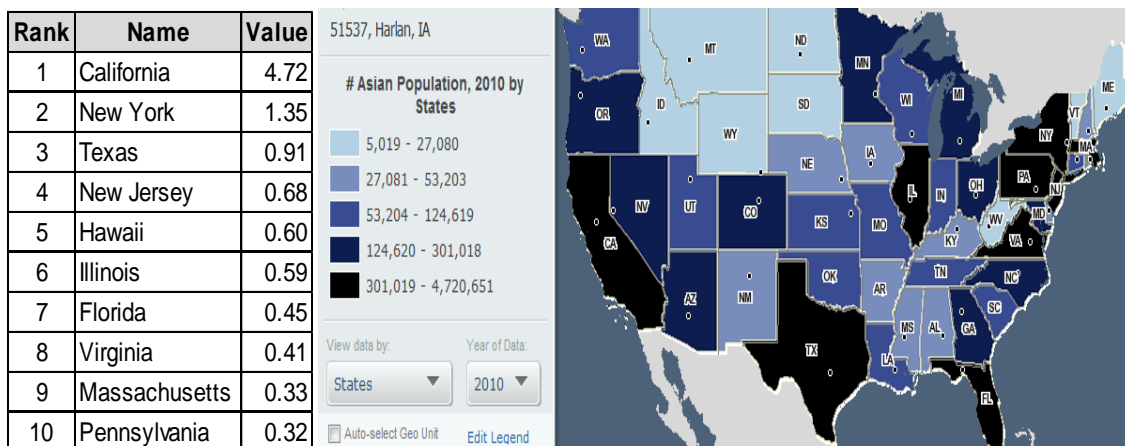 Rank Name Value
1 California 4.72
2 New York 1.35
3 Texas 0.91
4 New Jersey 0.68
5 Hawaii 0.60
6 Illinois 0.59
7 Florida 0.45
8 Virginia 0.41
9 Massachusetts 0.33
10 Pennsylvania 0.32
51537, Harlan, IA
# Asian Population, 2010 by
States
5,019 - 27,080
27,081 - 53,203
53,204 - 124,619
124,620 - 301,018
301,019 - 4,720,651
View data by:
Year of Data:
States
2010
Auto-select Geo Unit
Edit Legend
WA
MT
ND
MN
ME
OR
ID
SD
WI
MI
VT
NY
MA
WY
NE
IA
PA
NJ
NV
UT
CO
KS
MO
IL
IN
OH
WV
MD
VA
KY
CA
AZ
NM
OK
AR
TN
NC
SC
MS
AL
GA
TX
LA
FL